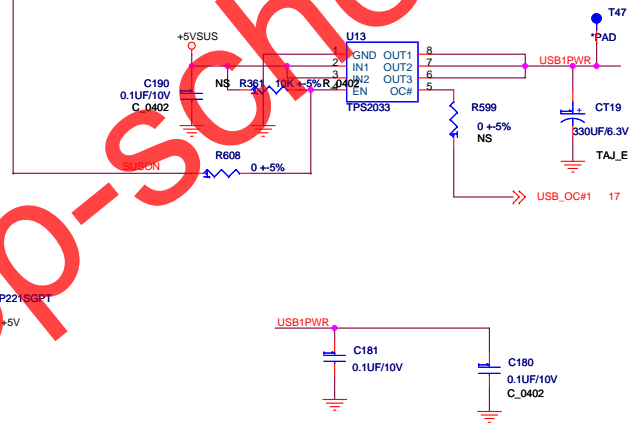 T47
*PAD
+5VSUS
U13
1 GND OUT1 8
2 IN1 OUT2 7
3 IN2 OUT3 6
4 EN OC# 5
TPS2033
USB1PWR
C190
0.1UF/10V
C_0402
NS R361 10K +-5% R_0402
R599
0 +-5%
NS
CT19
330UF/6.3V
TAJ_E
SUSON
R608
0 +-5%
USB_OC#1 17
P221SGPT
+5V
USB1PWR
C181
0.1UF/10V
C180
0.1UF/10V
C_0402
p-sch